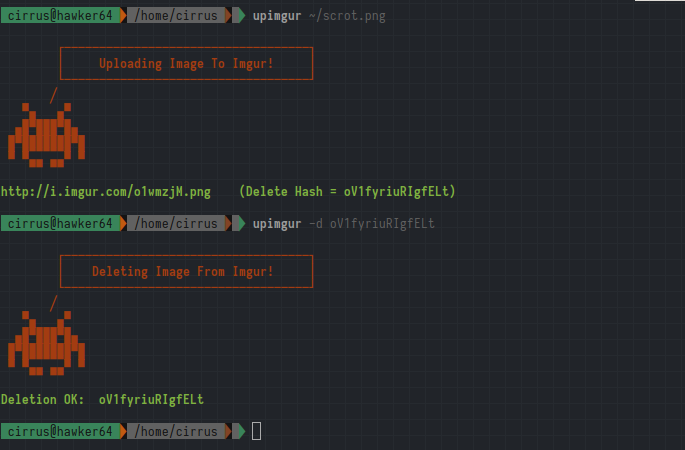 cirrus@hawker64 /home/cirrus upimgur ~/scrot.png
Uploading Image To Imgur!
http://i.imgur.com/o1wmzjM.png (Delete Hash = oV1fyriuRIgfELt)
cirrus@hawker64 /home/cirrus upimgur -d oV1fyriuRIgfELt
Deleting Image From Imgur!
Deletion OK: oV1fyriuRIgfELt
cirrus@hawker64 /home/cirrus